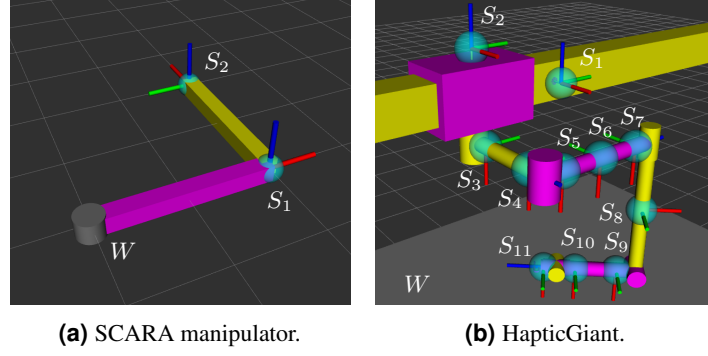 S₂
S₁
W
S₂
S₁
S₇
S₆
S₅
S₃
S₄
S₈
S₁₁
S₁₀
S₉
W
(a) SCARA manipulator.
(b) HapticGiant.